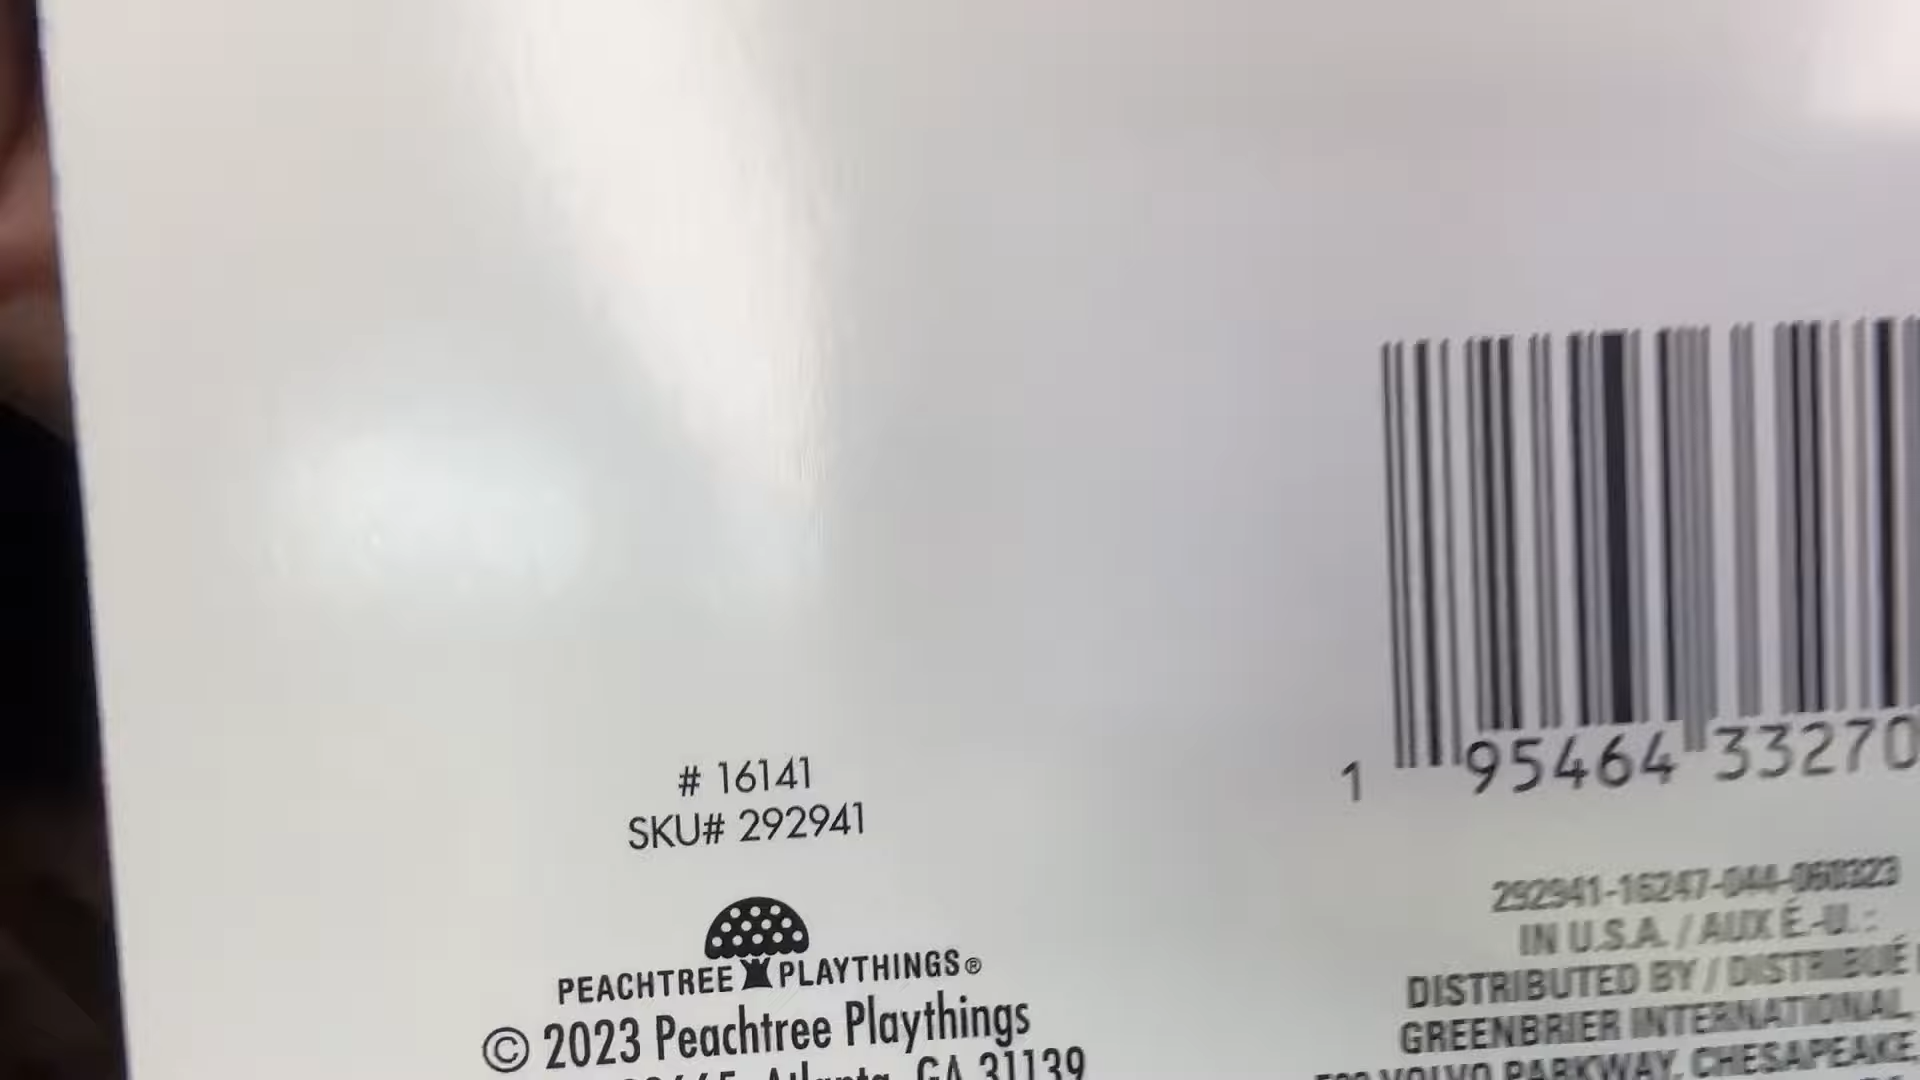 # 16141
SKU# 292941
PEACHTREE PLAYTHINGS®
© 2023 Peachtree Playthings
Atlanta, GA 31139
1 95464 33270
292941-16247-044-060323
IN U.S.A. / AUX É.-U. :
DISTRIBUTED BY / DISTRIBUÉ
GREENBRIER INTERNATIONAL,
VOLVO PARKWAY, CHESAPEAKE,